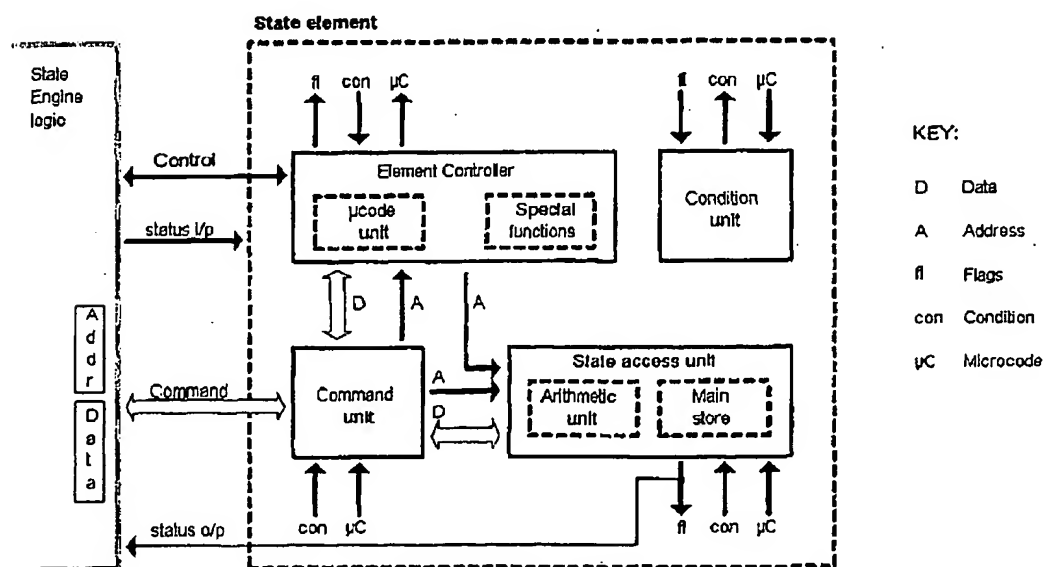 State element
State
Engine
logic
fl con µC
fl con µC
Control
Element Controller
µcode
unit
Special
functions
Condition
unit
status i/p
D
A
A
Addr
Data
Command
Command
unit
A
D
State access unit
Arithmetic
unit
Main
store
con µC
fl con µC
status o/p
KEY:
D Data
A Address
fl Flags
con Condition
µC Microcode